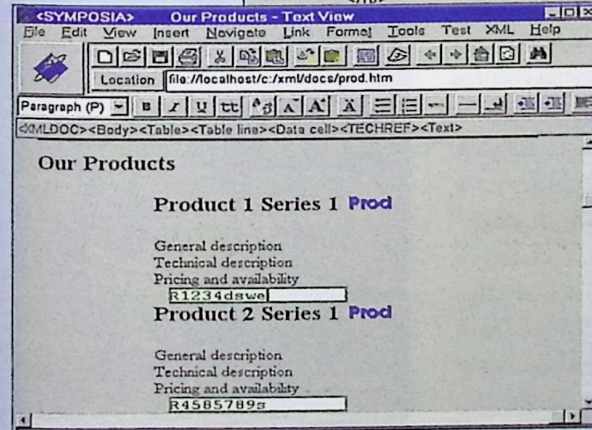 <SYMPOSIA> Our Products - Text View
File Edit View Insert Navigate Link Format Tools Test XML Help
Location file://localhost/c:/xml/docs/prod.htm
Paragraph (P) B I U tt
<XMLDOC><Body><Table><Table line><Data cell><TECHREF><Text>
Our Products
Product 1 Series 1 Prod
General description
Technical description
Pricing and availability
R1234dswe
Product 2 Series 1 Prod
General description
Technical description
Pricing and availability
R4585789s